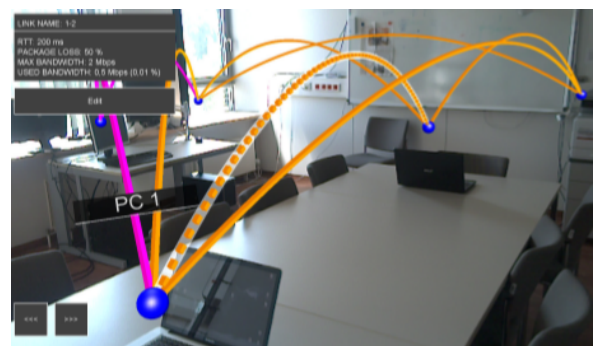 LINK NAME: 1-2
RTT: 200 ms
PACKAGE LOSS: 50 %
MAX BANDWIDTH: 2 Mbps
USED BANDWIDTH: 0,5 Mbps (0,01 %)
Edit
PC 1
<<< >>>